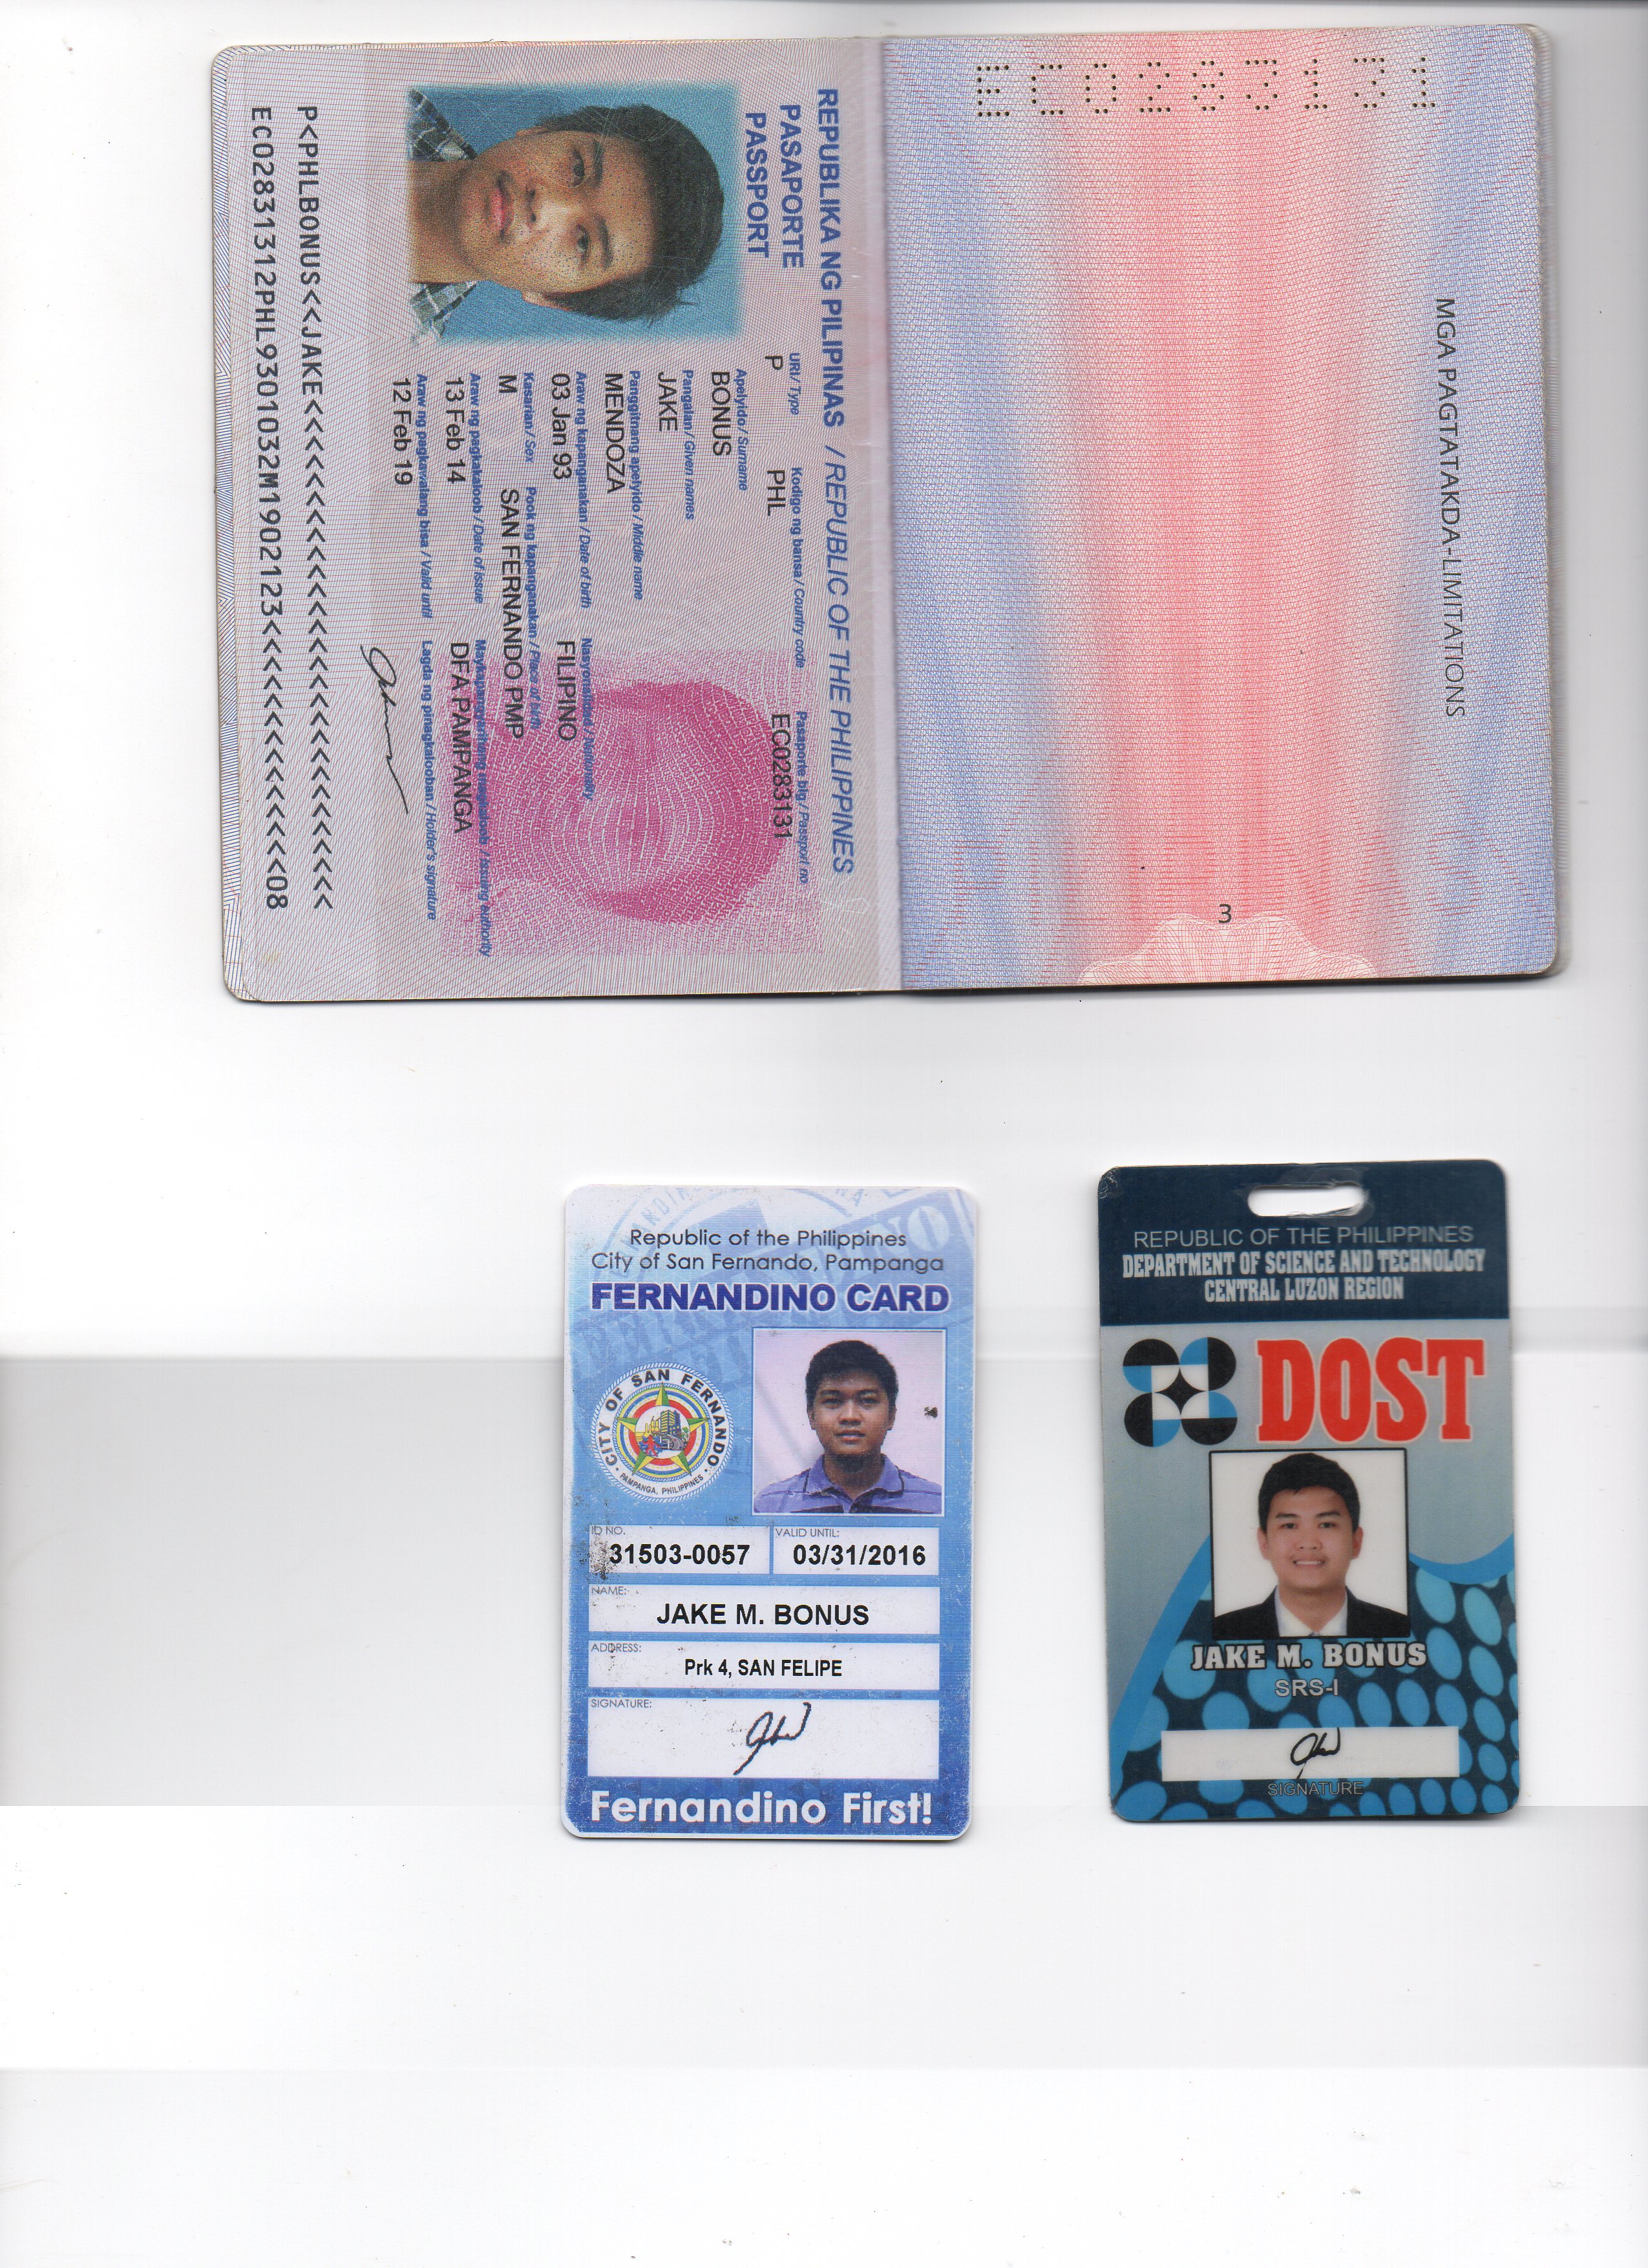 EC0283131
MGA PAGTATAKDA-LIMITATIONS
3
REPUBLIKA NG PILIPINAS / REPUBLIC OF THE PHILIPPINES
PASAPORTE
PASSPORT
URI/Type
Kodigo ng bansa / Country code
Pasaporte blg / Passport no
P
PHL
EC0283131
Apelyido / Surname
BONUS
Pangalan / Given names
JAKE
Panggitnang apelyido / Middle name
MENDOZA
Araw ng kapanganakan / Date of birth
Nasyonalidad / Nationality
03 Jan 93
FILIPINO
Kasarian / Sex
Pook ng kapanganakan / Place of birth
M
SAN FERNANDO PMP
Araw ng pagkakaloob / Date of issue
Issuing authority
13 Feb 14
DFA PAMPANGA
Araw ng pagkawalang bisa / Valid until
Lagda ng pinagkalooban / Holder's signature
12 Feb 19
P<PHLBONUS<<JAKE<<<<<<<<<<<<<<<<<<<<<<<<<<<<
EC02831312PHL9301032M1902123<<<<<<<<<<<<<<08
Republic of the Philippines
City of San Fernando, Pampanga
FERNANDINO CARD
CITY OF SAN FERNANDO
PAMPANGA, PHILIPPINES
ID NO.
VALID UNTIL:
31503-0057
03/31/2016
NAME:
JAKE M. BONUS
ADDRESS:
Prk 4, SAN FELIPE
SIGNATURE:
Fernandino First!
REPUBLIC OF THE PHILIPPINES
DEPARTMENT OF SCIENCE AND TECHNOLOGY
CENTRAL LUZON REGION
DOST
JAKE M. BONUS
SRS-I
SIGNATURE